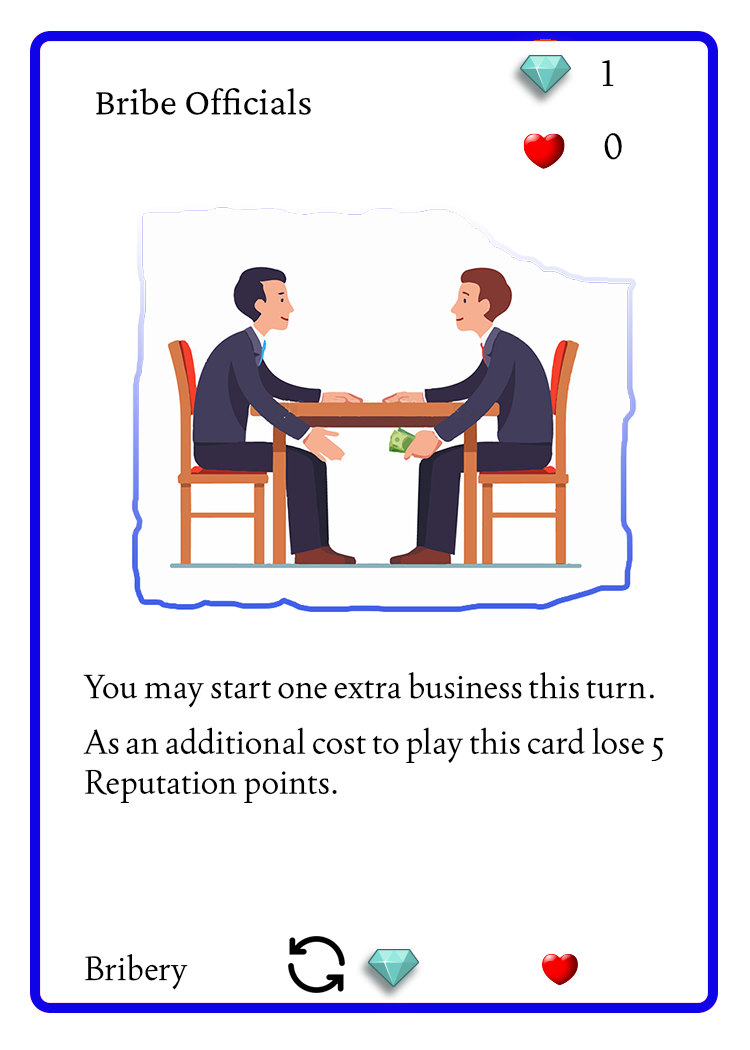 Bribe Officials
1
0
You may start one extra business this turn.
As an additional cost to play this card lose 5
Reputation points.
Bribery